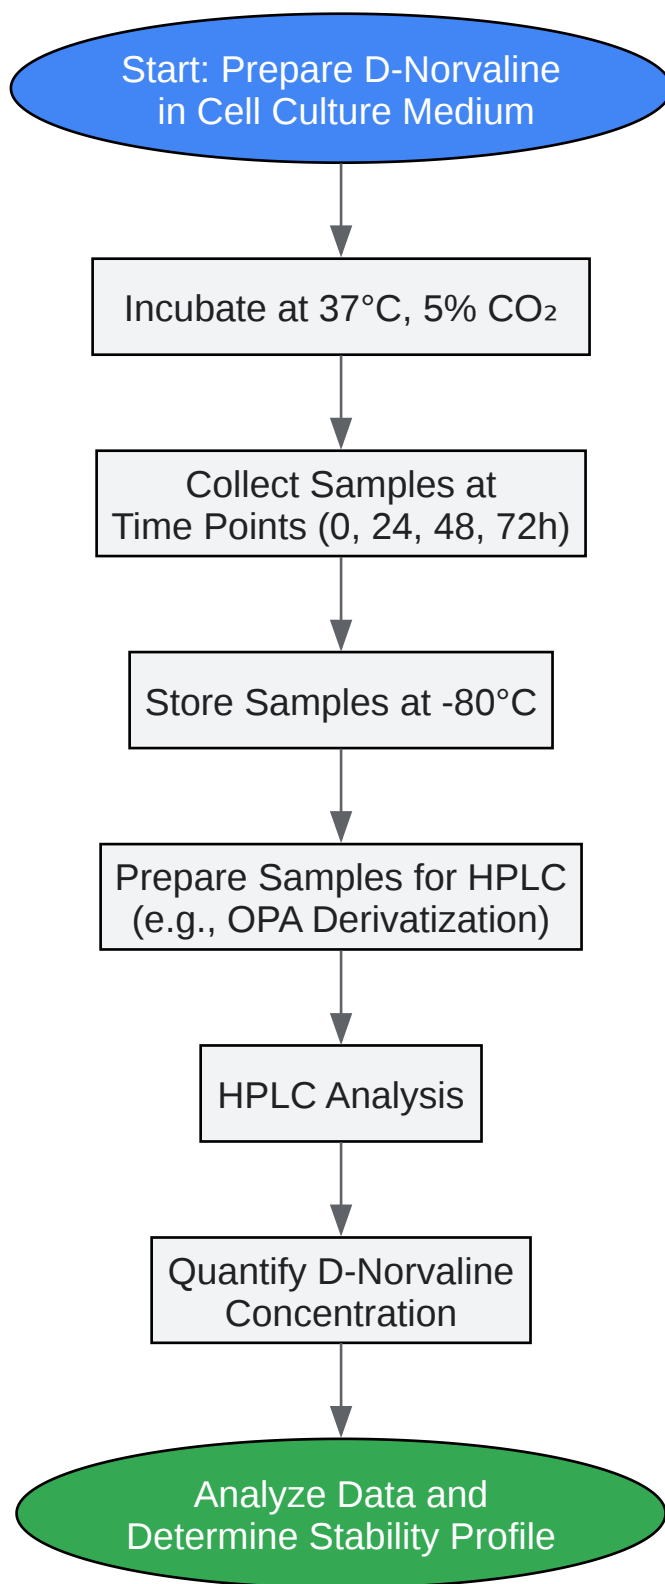 Start: Prepare D-Norvaline
in Cell Culture Medium
Incubate at 37°C, 5% CO₂
Collect Samples at
Time Points (0, 24, 48, 72h)
Store Samples at -80°C
Prepare Samples for HPLC
(e.g., OPA Derivatization)
HPLC Analysis
Quantify D-Norvaline
Concentration
Analyze Data and
Determine Stability Profile